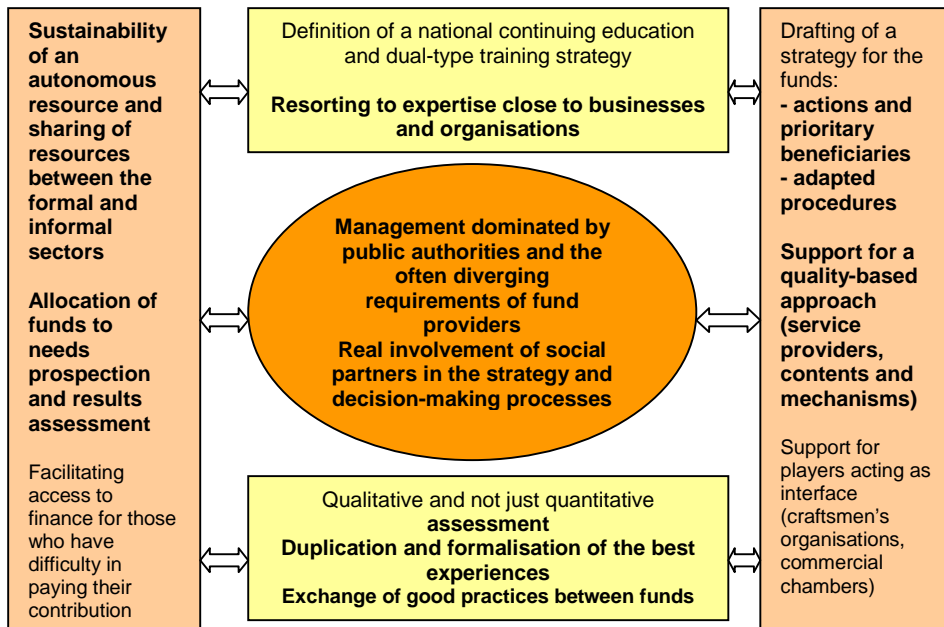 Sustainability
of an
autonomous
resource and
sharing of
resources
between the
formal and
informal
sectors
Allocation of
funds to
needs
prospection
and results
assessment
Facilitating
access to
finance for those
who have
difficulty in
paying their
contribution
Definition of a national continuing education
and dual-type training strategy
Resorting to expertise close to businesses
and organisations
Management dominated by
public authorities and the
often diverging
requirements of fund
providers
Real involvement of social
partners in the strategy and
decision-making processes
Qualitative and not just quantitative
assessment
Duplication and formalisation of the best
experiences
Exchange of good practices between funds
Drafting of a
strategy for the
funds:
- actions and
prioritary
beneficiaries
- adapted
procedures
Support for a
quality-based
approach
(service
providers,
contents and
mechanisms)
Support for
players acting as
interface
(craftsmen's
organisations,
commercial
chambers)